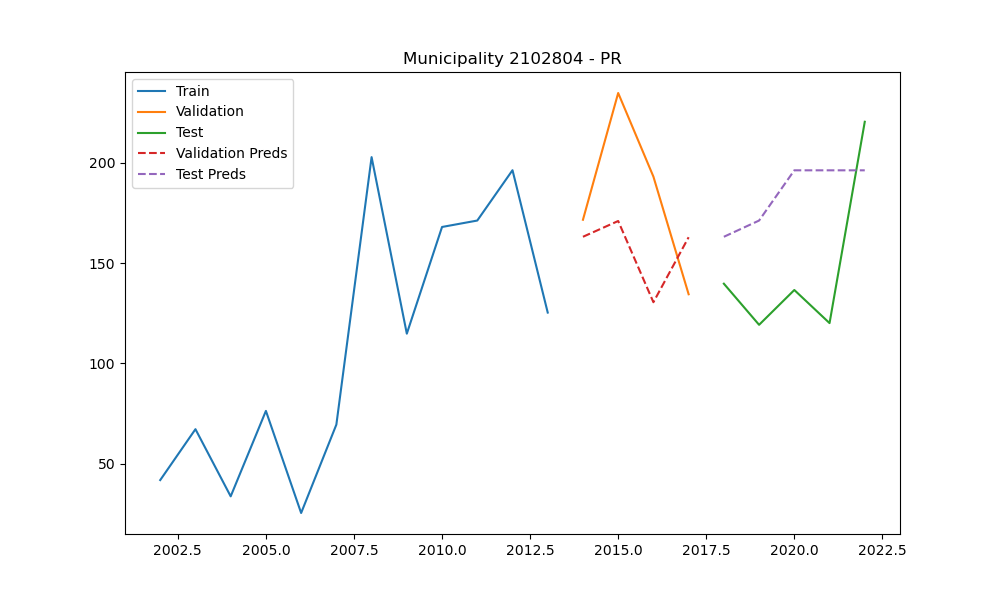 Municipality 2102804 - PR
Train
Validation
Test
Validation Preds
Test Preds
200
150
100
50
2002.5 2005.0 2007.5 2010.0 2012.5 2015.0 2017.5 2020.0 2022.5